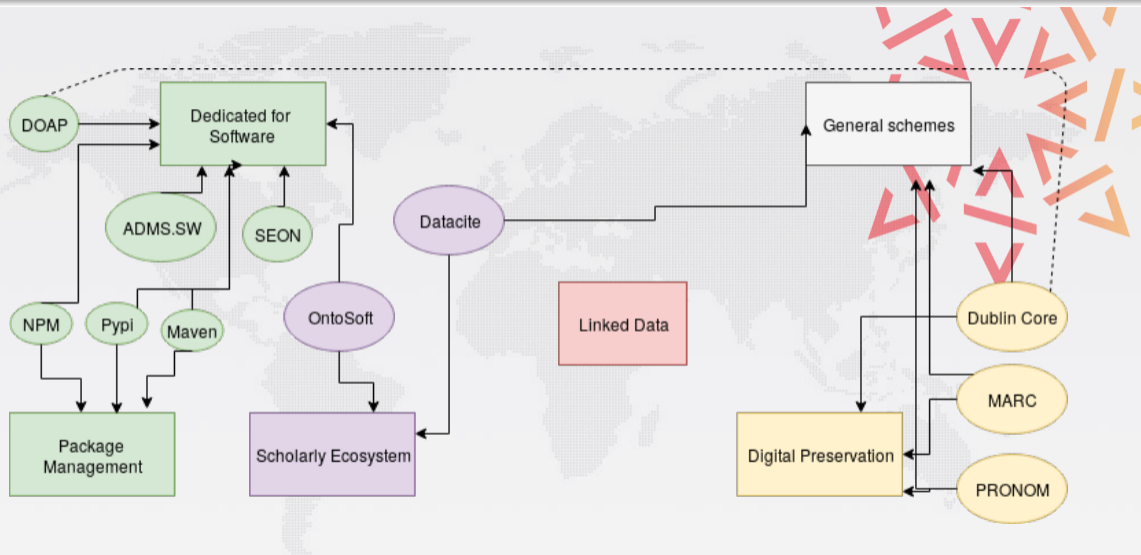 DOAP
Dedicated for
Software
General schemes
ADMS.SW
SEON
Datacite
NPM
Pypi
Maven
OntoSoft
Linked Data
Dublin Core
MARC
Package
Management
Scholarly Ecosystem
Digital Preservation
PRONOM